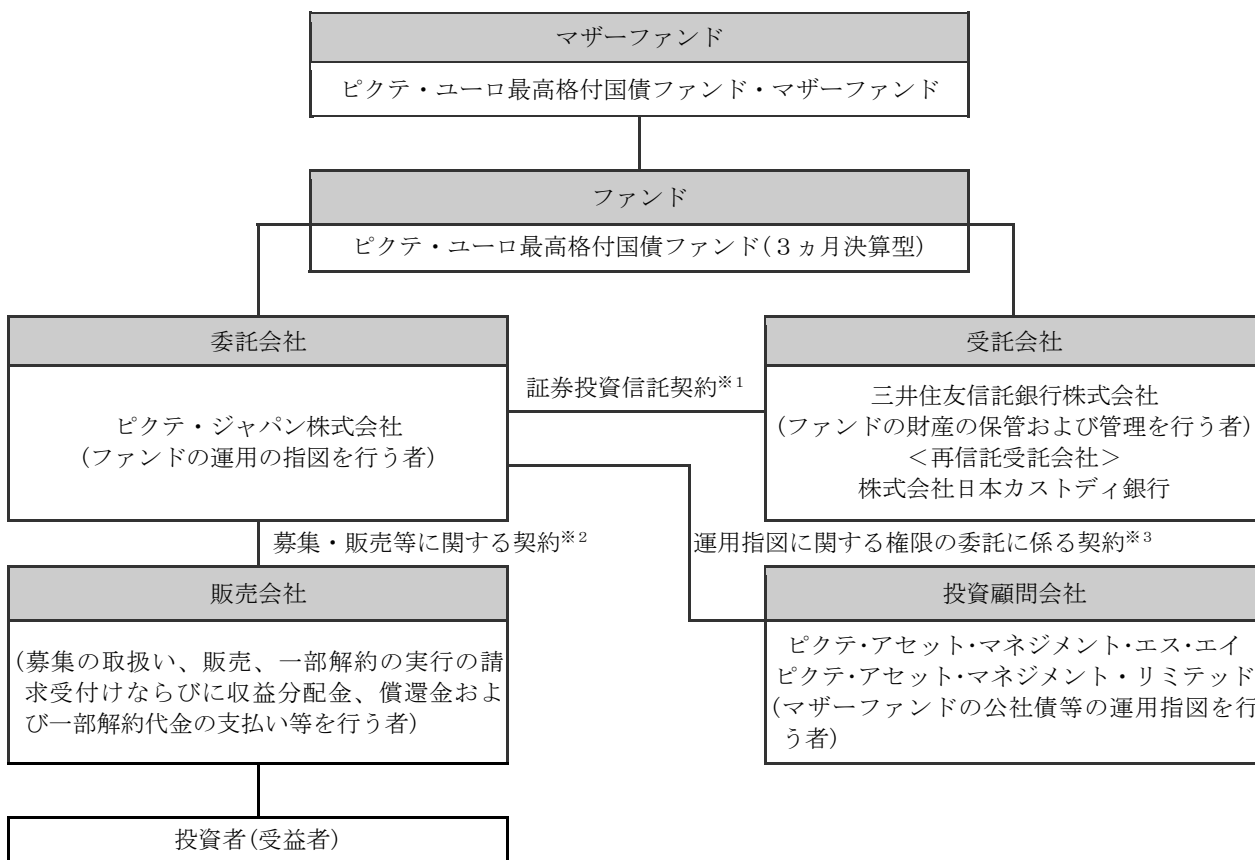 マザーファンド
ピクテ・ユーロ最高格付国債ファンド・マザーファンド
ファンド
ピクテ・ユーロ最高格付国債ファンド(３ヵ月決算型)
委託会社
ピクテ・ジャパン株式会社
(ファンドの運用の指図を行う者)
証券投資信託契約※1
受託会社
三井住友信託銀行株式会社
(ファンドの財産の保管および管理を行う者)
＜再信託受託会社＞
株式会社日本カストディ銀行
募集・販売等に関する契約※2
運用指図に関する権限の委託に係る契約※3
販売会社
(募集の取扱い、販売、一部解約の実行の請
求受付けならびに収益分配金、償還金およ
び一部解約代金の支払い等を行う者)
投資顧問会社
ピクテ・アセット・マネジメント・エス・エイ
ピクテ・アセット・マネジメント・リミテッド
(マザーファンドの公社債等の運用指図を行
う者)
投資者(受益者)